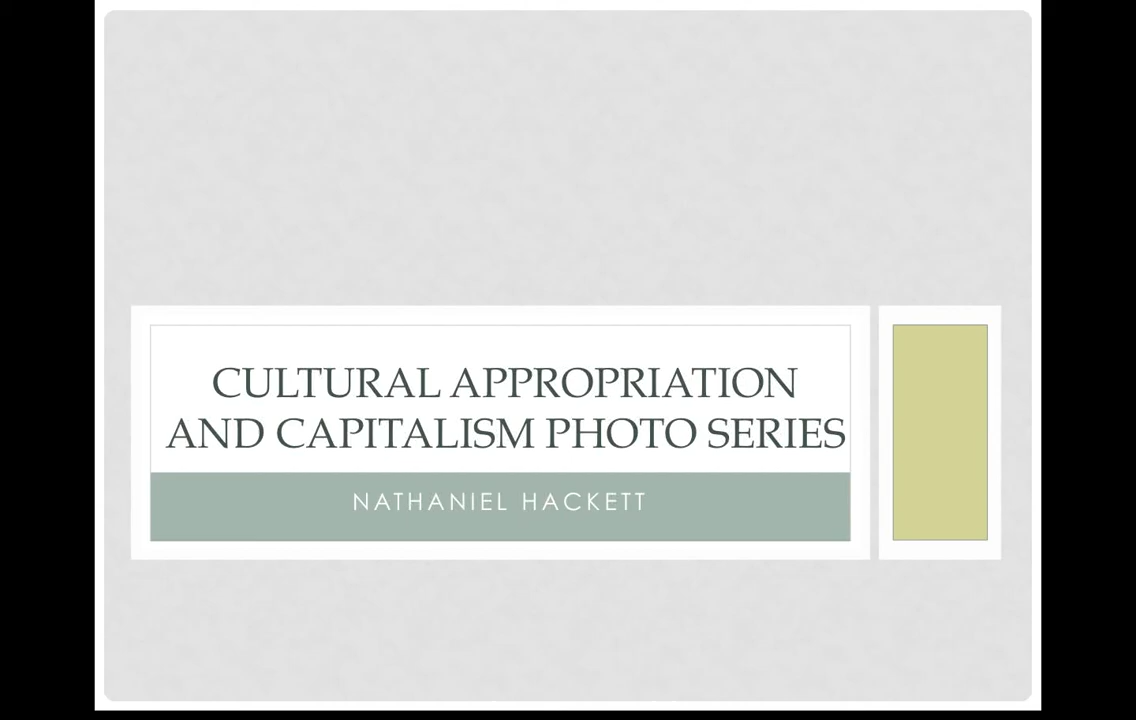 CULTURAL APPROPRIATION
AND CAPITALISM PHOTO SERIES
NATHANIEL HACKETT